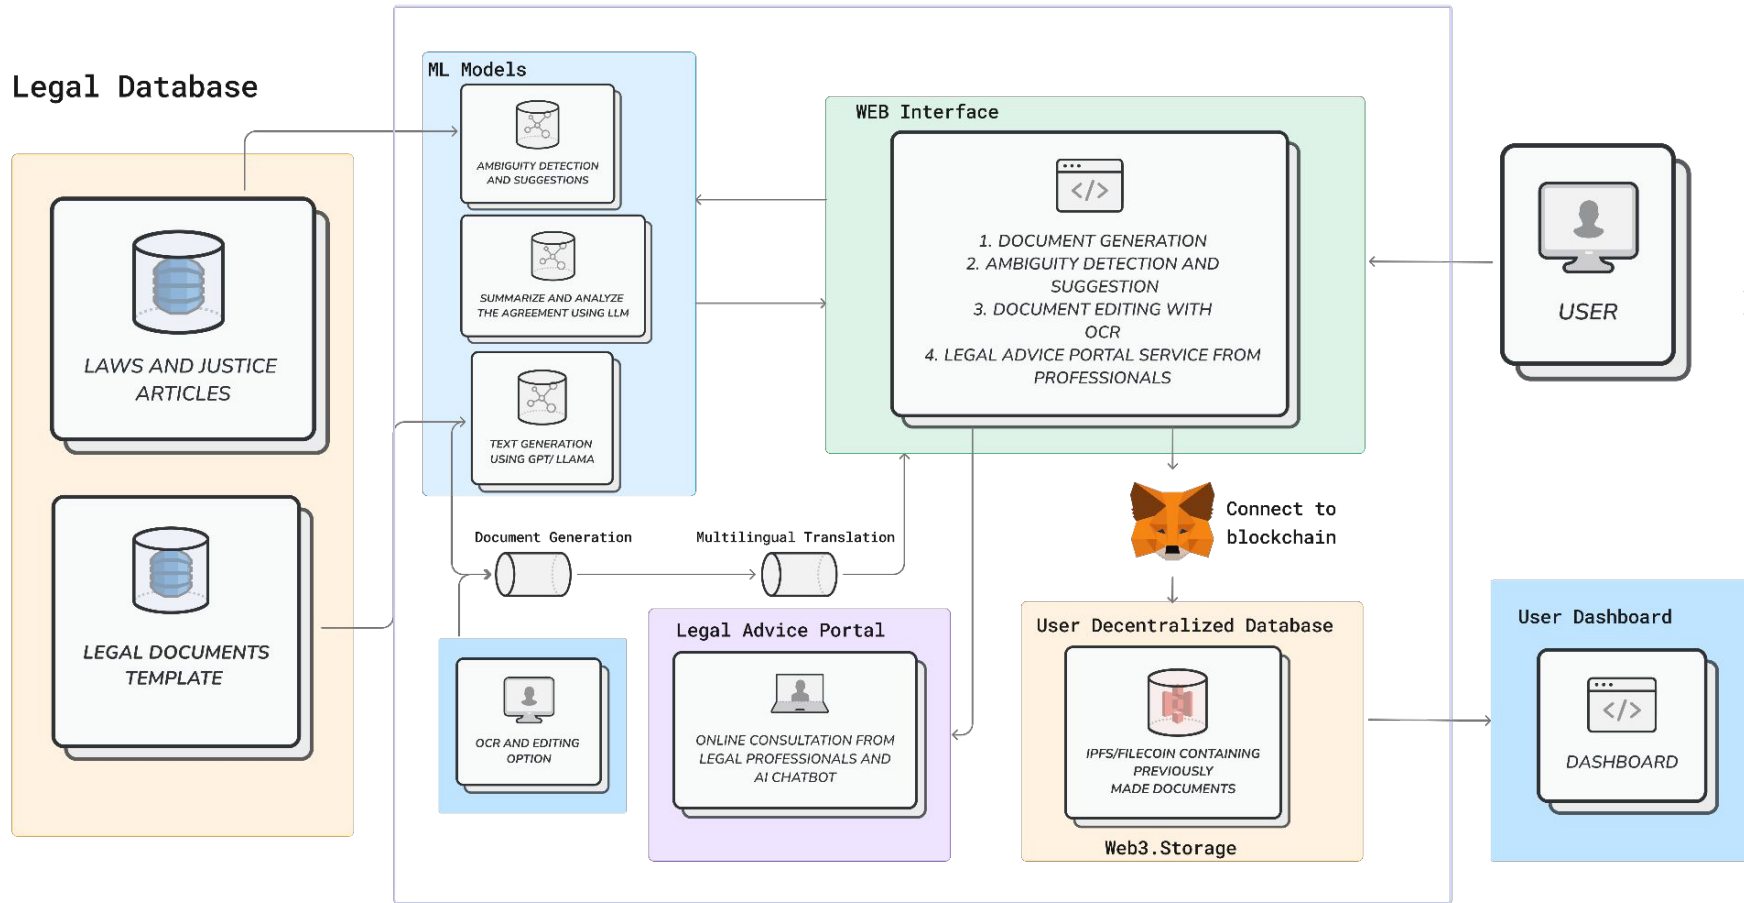 Legal Database
LAWS AND JUSTICE
ARTICLES
LEGAL DOCUMENTS
TEMPLATE
ML Models
AMBIGUITY DETECTION
AND SUGGESTIONS
SUMMARIZE AND ANALYZE
THE AGREEMENT USING LLM
TEXT GENERATION
USING GPT/ LLAMA
WEB Interface
1. DOCUMENT GENERATION
2. AMBIGUITY DETECTION AND
SUGGESTION
3. DOCUMENT EDITING WITH
OCR
4. LEGAL ADVICE PORTAL SERVICE FROM
PROFESSIONALS
USER
Document Generation
Multilingual Translation
Connect to
blockchain
OCR AND EDITING
OPTION
Legal Advice Portal
ONLINE CONSULTATION FROM
LEGAL PROFESSIONALS AND
AI CHATBOT
User Decentralized Database
IPFS/FILECOIN CONTAINING
PREVIOUSLY
MADE DOCUMENTS
Web3.Storage
User Dashboard
DASHBOARD